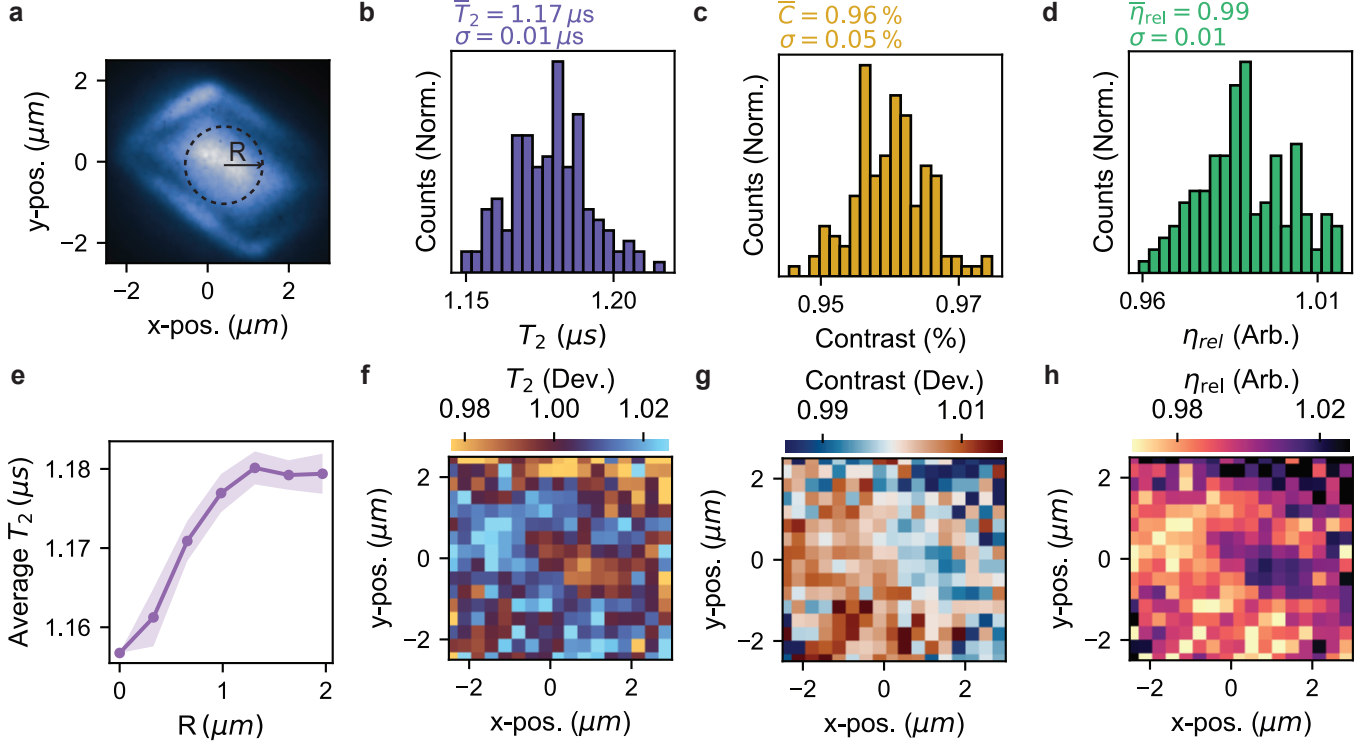 a
2
0
−2
y-pos. (μm)
R
−2 0 2
x-pos. (μm)
b
T̅₂ = 1.17 μs
σ = 0.01 μs
Counts (Norm.)
1.15 1.20
T₂ (μs)
c
C̅ = 0.96 %
σ = 0.05 %
Counts (Norm.)
0.95 0.97
Contrast (%)
d
η̅rel = 0.99
σ = 0.01
Counts (Norm.)
0.96 1.01
ηrel (Arb.)
e
1.18
1.17
1.16
Average T₂ (μs)
0 1 2
R (μm)
f
T₂ (Dev.)
0.98 1.00 1.02
2
0
−2
y-pos. (μm)
−2 0 2
x-pos. (μm)
g
Contrast (Dev.)
0.99 1.01
2
0
−2
y-pos. (μm)
−2 0 2
x-pos. (μm)
h
ηrel (Arb.)
0.98 1.02
2
0
−2
y-pos. (μm)
−2 0 2
x-pos. (μm)